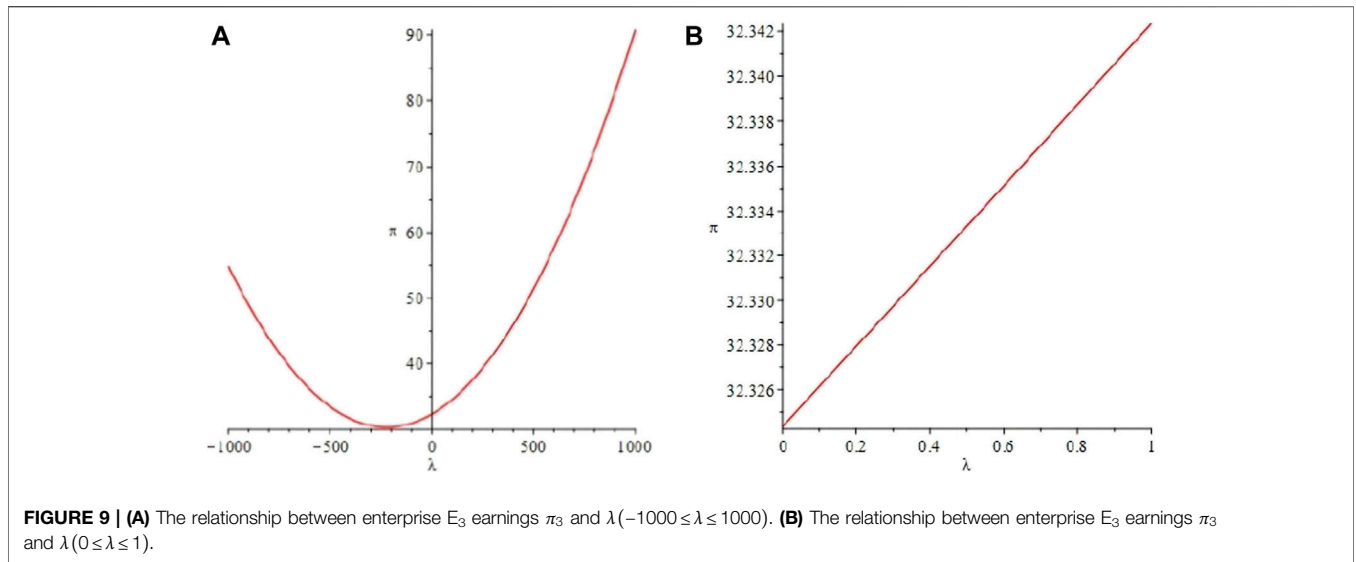 A
90
80
70
π 60
50
40
-1000 -500 0 500 1000
λ
B
32.342
32.340
32.338
32.336
32.334
π
32.332
32.330
32.328
32.326
0 0.2 0.4 0.6 0.8 1
λ
FIGURE 9 | (A) The relationship between enterprise E₃ earnings π₃ and λ(−1000≤λ≤1000). (B) The relationship between enterprise E₃ earnings π₃
and λ(0≤λ≤1).